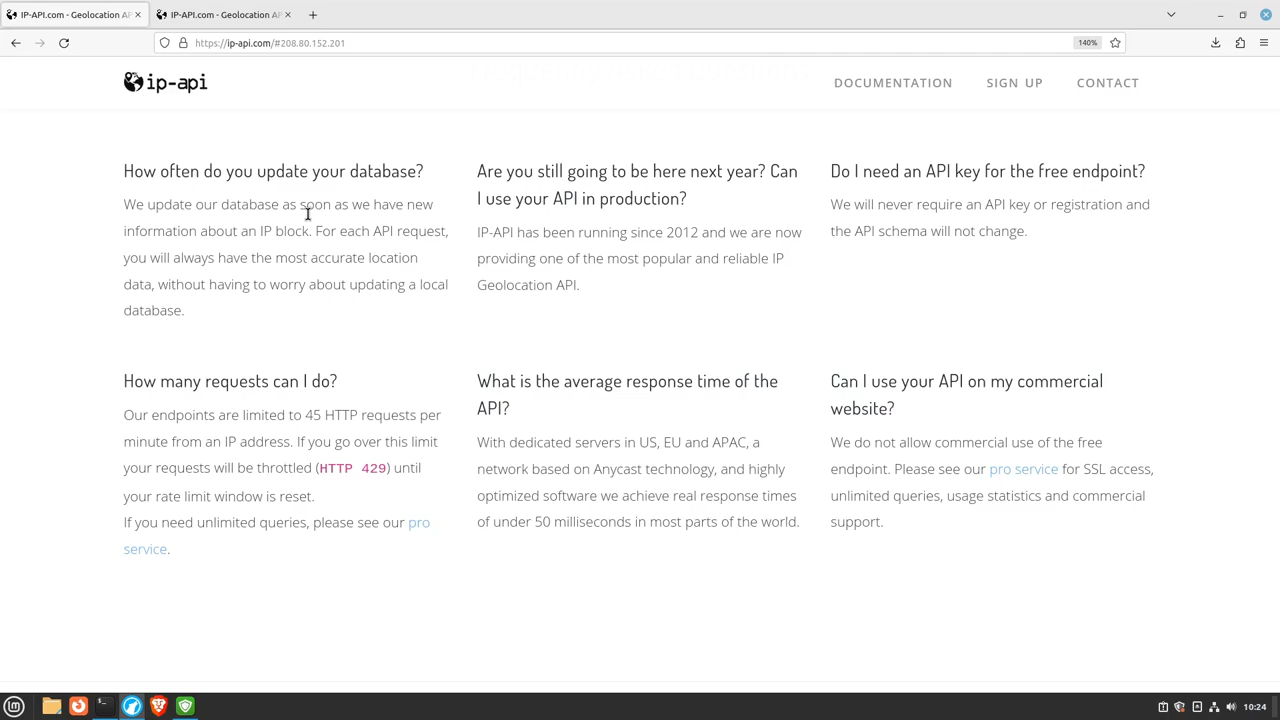 IP-API.com - Geolocation AP
IP-API.com - Geolocation AP
https://ip-api.com/#208.80.152.201
140%
ip-api
DOCUMENTATION
SIGN UP
CONTACT
How often do you update your database?
We update our database as soon as we have new
information about an IP block. For each API request,
you will always have the most accurate location
data, without having to worry about updating a local
database.
Are you still going to be here next year? Can
I use your API in production?
IP-API has been running since 2012 and we are now
providing one of the most popular and reliable IP
Geolocation API.
Do I need an API key for the free endpoint?
We will never require an API key or registration and
the API schema will not change.
How many requests can I do?
Our endpoints are limited to 45 HTTP requests per
minute from an IP address. If you go over this limit
your requests will be throttled (HTTP 429) until
your rate limit window is reset.
If you need unlimited queries, please see our pro
service.
What is the average response time of the
API?
With dedicated servers in US, EU and APAC, a
network based on Anycast technology, and highly
optimized software we achieve real response times
of under 50 milliseconds in most parts of the world.
Can I use your API on my commercial
website?
We do not allow commercial use of the free
endpoint. Please see our pro service for SSL access,
unlimited queries, usage statistics and commercial
support.
10:24